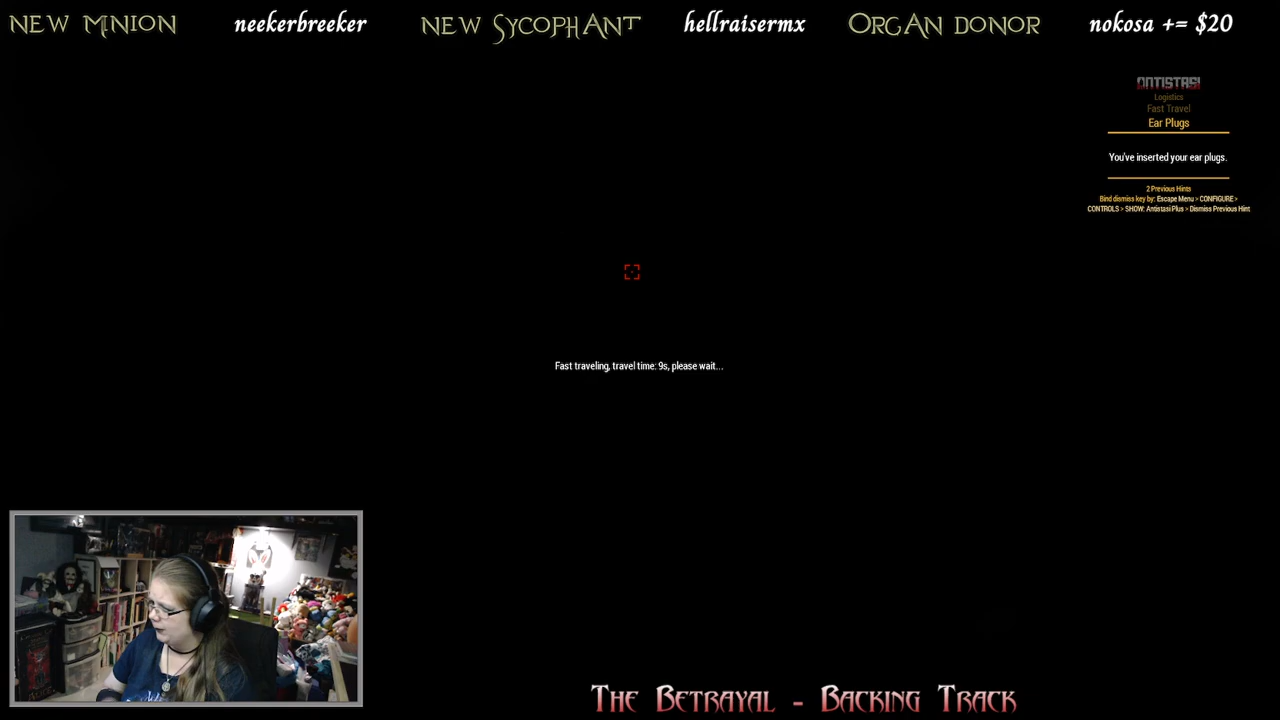 NEW MINION neekerbreeker NEW SYCOPHANT hellraisermx ORGAN DONOR nokosa += $20
ANTISTASI
Logistics
Fast Travel
Ear Plugs
You've inserted your ear plugs.
2 Previous Hints
Bind dismiss key by: Escape Menu > CONFIGURE >
CONTROLS > SHOW: Antistasi Plus > Dismiss Previous Hint
Fast traveling, travel time: 9s, please wait...
THE BETRAYAL - BACKING TRACK